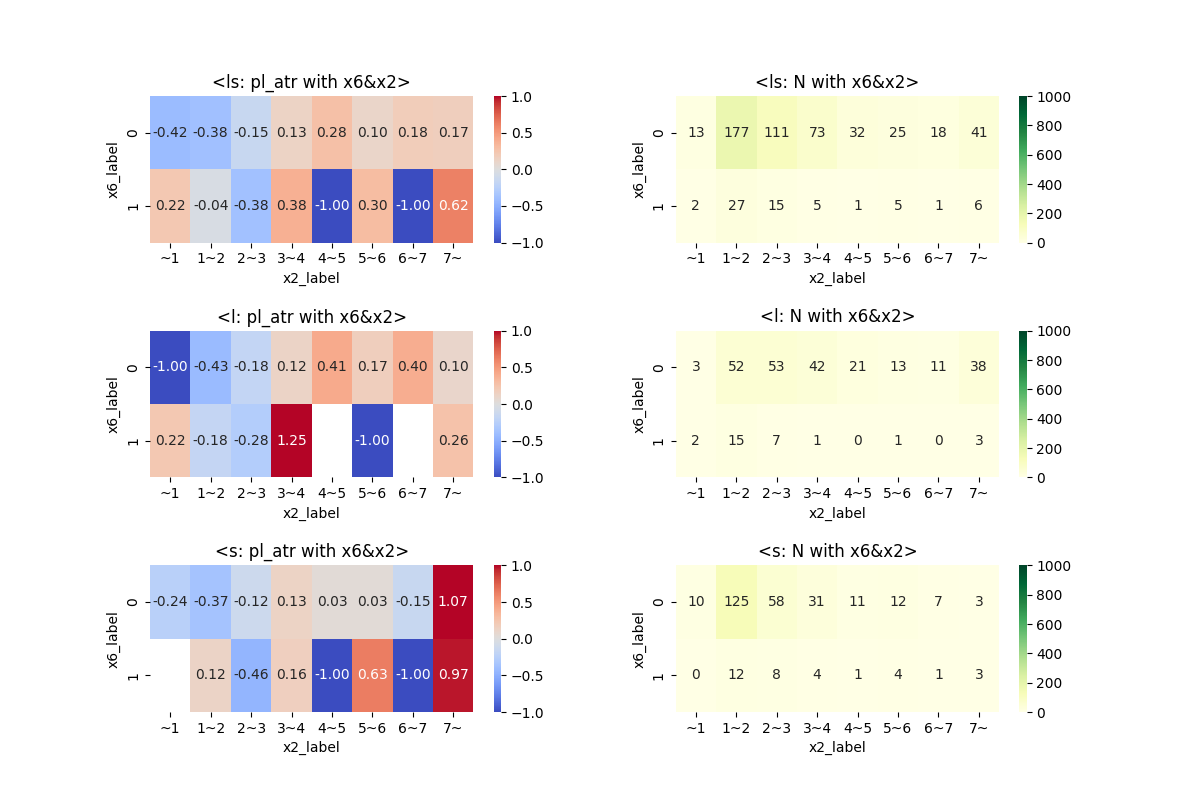 <ls: pl_atr with x6&x2>
x6_label
0
-0.42 -0.38 -0.15 0.13 0.28 0.10 0.18 0.17
1
0.22 -0.04 -0.38 0.38 -1.00 0.30 -1.00 0.62
~1 1~2 2~3 3~4 4~5 5~6 6~7 7~
x2_label
1.0
0.5
0.0
−0.5
−1.0
<ls: N with x6&x2>
x6_label
0
13 177 111 73 32 25 18 41
1
2 27 15 5 1 5 1 6
~1 1~2 2~3 3~4 4~5 5~6 6~7 7~
x2_label
1000
800
600
400
200
0
<l: pl_atr with x6&x2>
x6_label
0
-1.00 -0.43 -0.18 0.12 0.41 0.17 0.40 0.10
1
0.22 -0.18 -0.28 1.25 -1.00 0.26
~1 1~2 2~3 3~4 4~5 5~6 6~7 7~
x2_label
1.0
0.5
0.0
−0.5
−1.0
<l: N with x6&x2>
x6_label
0
3 52 53 42 21 13 11 38
1
2 15 7 1 0 1 0 3
~1 1~2 2~3 3~4 4~5 5~6 6~7 7~
x2_label
1000
800
600
400
200
0
<s: pl_atr with x6&x2>
x6_label
0
-0.24 -0.37 -0.12 0.13 0.03 0.03 -0.15 1.07
1
0.12 -0.46 0.16 -1.00 0.63 -1.00 0.97
~1 1~2 2~3 3~4 4~5 5~6 6~7 7~
x2_label
1.0
0.5
0.0
−0.5
−1.0
<s: N with x6&x2>
x6_label
0
10 125 58 31 11 12 7 3
1
0 12 8 4 1 4 1 3
~1 1~2 2~3 3~4 4~5 5~6 6~7 7~
x2_label
1000
800
600
400
200
0